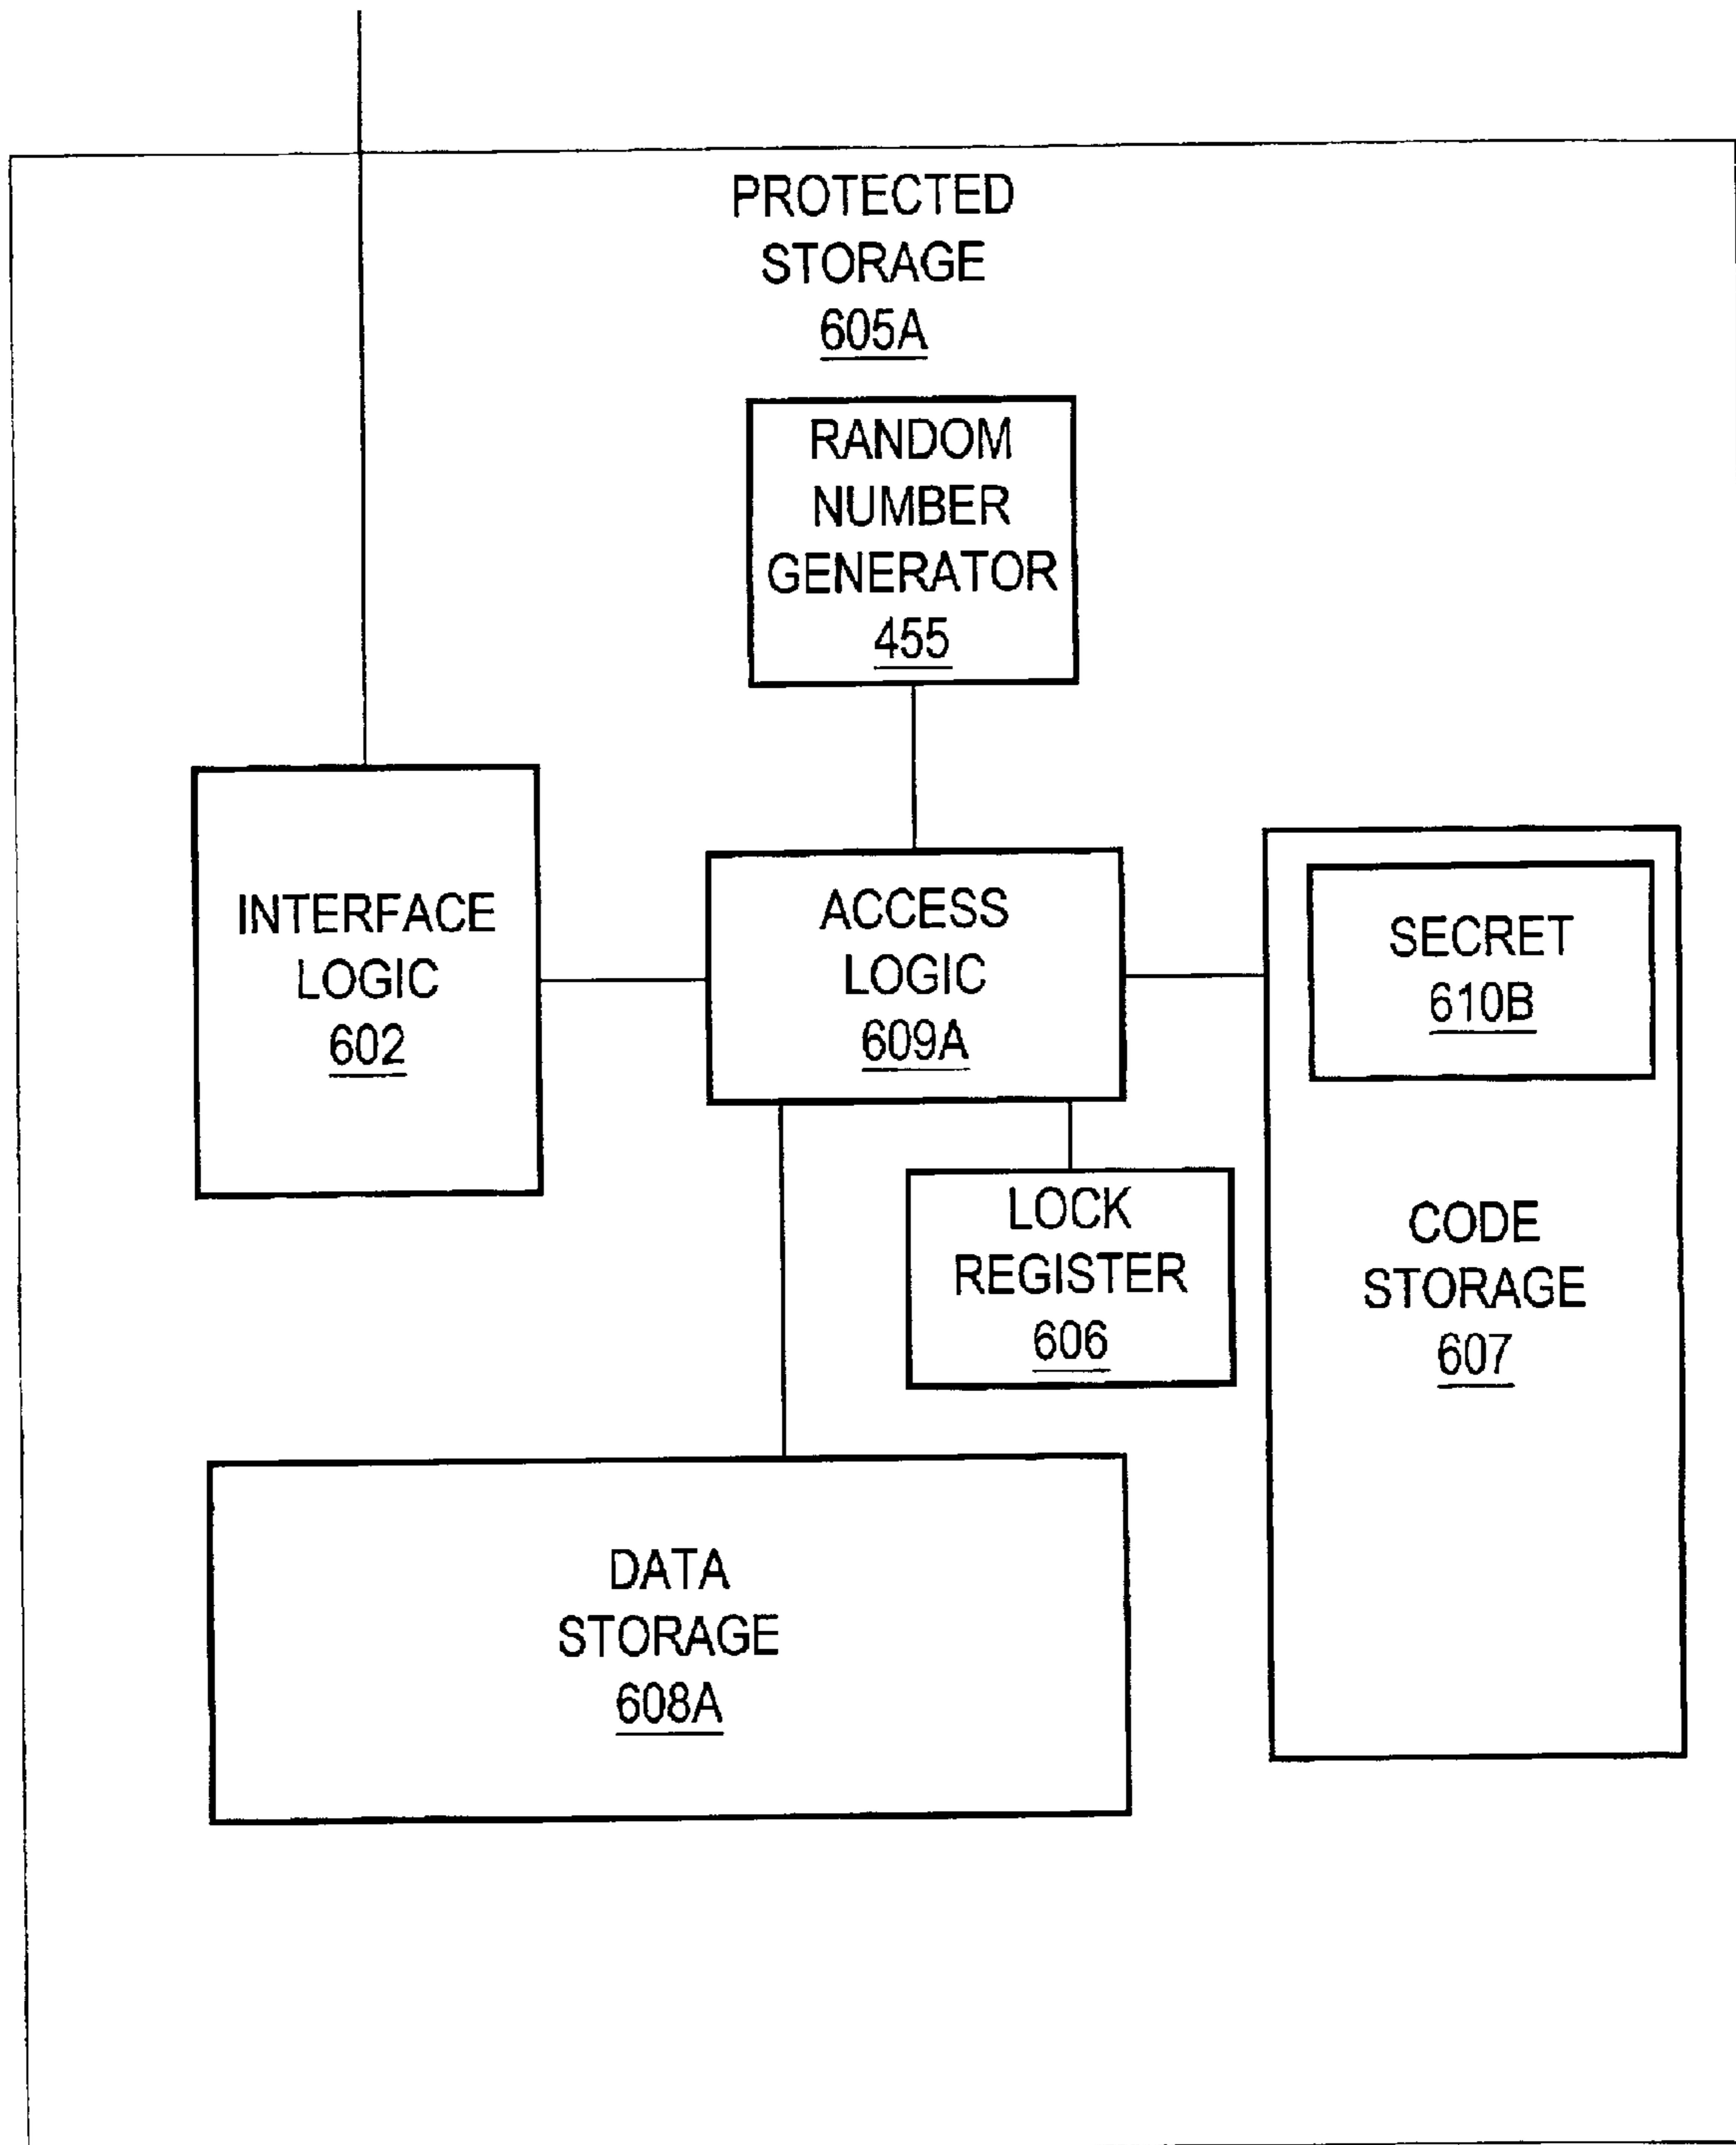 PROTECTED
STORAGE
605A
RANDOM
NUMBER
GENERATOR
455
INTERFACE
LOGIC
602
ACCESS
LOGIC
609A
SECRET
610B
LOCK
REGISTER
606
CODE
STORAGE
607
DATA
STORAGE
608A